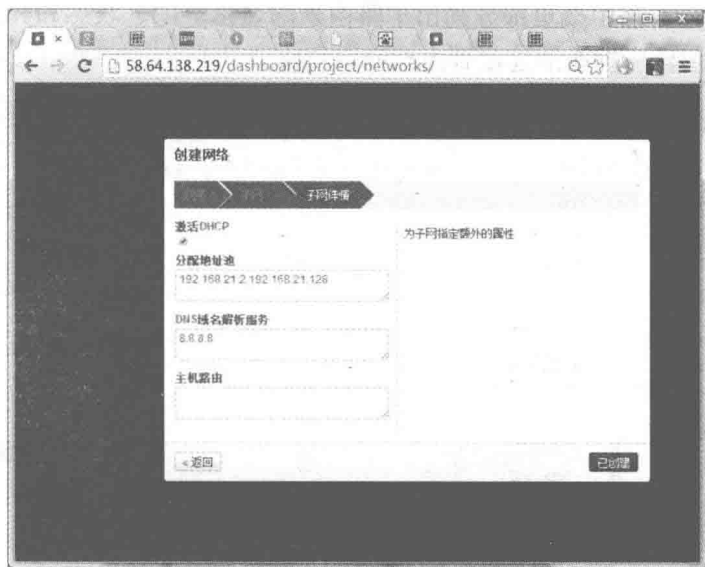 58.64.138.219/dashboard/project/networks/
创建网络
子网详情
激活DHCP
为子网指定额外的属性
分配地址池
192.168.21.2,192.168.21.128
DNS域名解析服务
8.8.8.8
主机路由
«返回
已创建